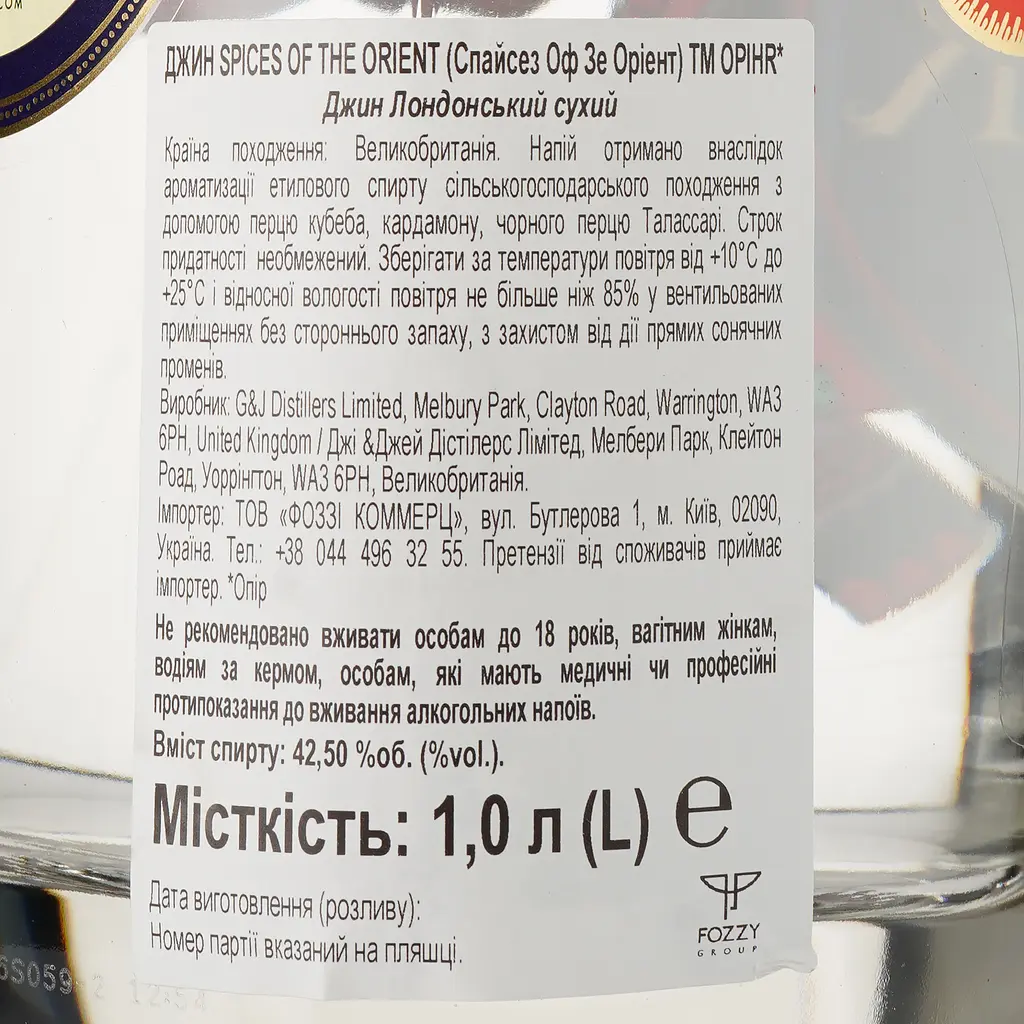 COM
ДЖИН SPICES OF THE ORIENT (Спайсез Оф Зе Оріент) ТМ OPIHR*
Джин Лондонський сухий
Країна походження: Великобританія. Напій отримано внаслідок
ароматизації етилового спирту сільськогосподарського походження з
допомогою перцю кубеба, кардамону, чорного перцю Талассарі. Строк
придатності необмежений. Зберігати за температури повітря від +10°С до
+25°С і відносної вологості повітря не більше ніж 85% у вентильованих
приміщеннях без стороннього запаху, з захистом від дії прямих сонячних
променів.
Виробник: G&J Distillers Limited, Melbury Park, Clayton Road, Warrington, WA3
6PH, United Kingdom / Джі &Джей Дістілерс Лімітед, Мелбери Парк, Клейтон
Роад, Уоррінгтон, WA3 6PH, Великобританія.
Імпортер: ТОВ «ФОЗЗІ КОММЕРЦ», вул. Бутлерова 1, м. Київ, 02090,
Україна. Тел.: +38 044 496 32 55. Претензії від споживачів приймає
імпортер. *Опір
Не рекомендовано вживати особам до 18 років, вагітним жінкам,
водіям за кермом, особам, які мають медичні чи професійні
протипоказання до вживання алкогольних напоїв.
Вміст спирту: 42,50 %об. (%vol.).
Місткість: 1,0 л (L) e
Дата виготовлення (розливу):
Номер партії вказаний на пляшці.
FOZZY
GROUP